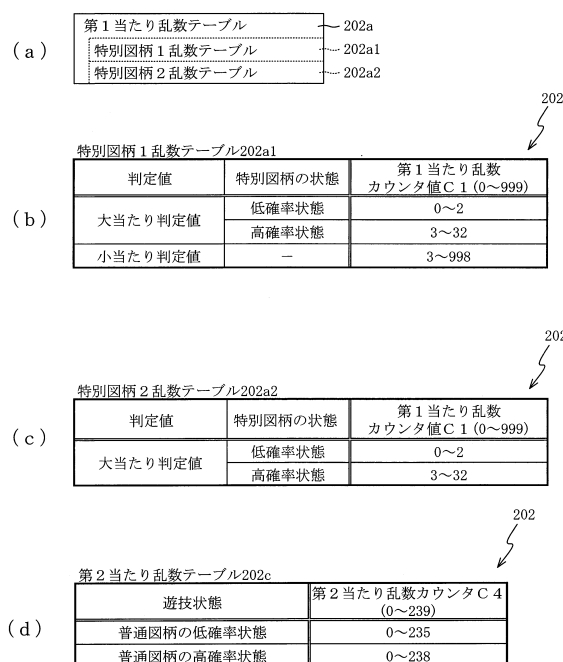 (a)
第１当たり乱数テーブル 202a
特別図柄１乱数テーブル 202a1
特別図柄２乱数テーブル 202a2
202
(b)
特別図柄１乱数テーブル202a1
判定値 特別図柄の状態 第１当たり乱数
カウンタ値Ｃ１(0～999)
大当たり判定値 低確率状態 0～2
高確率状態 3～32
小当たり判定値 － 3～998
202
(c)
特別図柄２乱数テーブル202a2
判定値 特別図柄の状態 第１当たり乱数
カウンタ値Ｃ１(0～999)
大当たり判定値 低確率状態 0～2
高確率状態 3～32
202
(d)
第２当たり乱数テーブル202c
遊技状態 第２当たり乱数カウンタＣ４
(0～239)
普通図柄の低確率状態 0～235
普通図柄の高確率状態 0～238